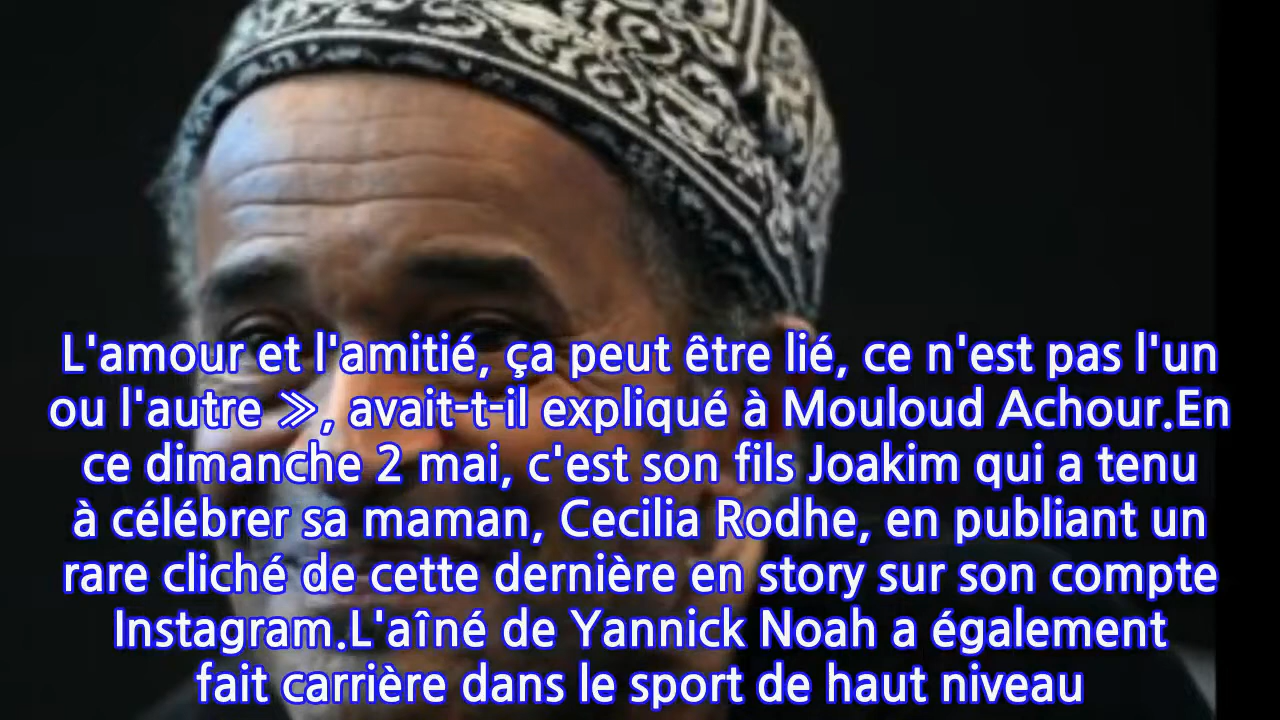 L'amour et l'amitié, ça peut être lié, ce n'est pas l'un
ou l'autre ≫, avait-t-il expliqué à Mouloud Achour.En
ce dimanche 2 mai, c'est son fils Joakim qui a tenu
à célébrer sa maman, Cecilia Rodhe, en publiant un
rare cliché de cette dernière en story sur son compte
Instagram.L'aîné de Yannick Noah a également
fait carrière dans le sport de haut niveau